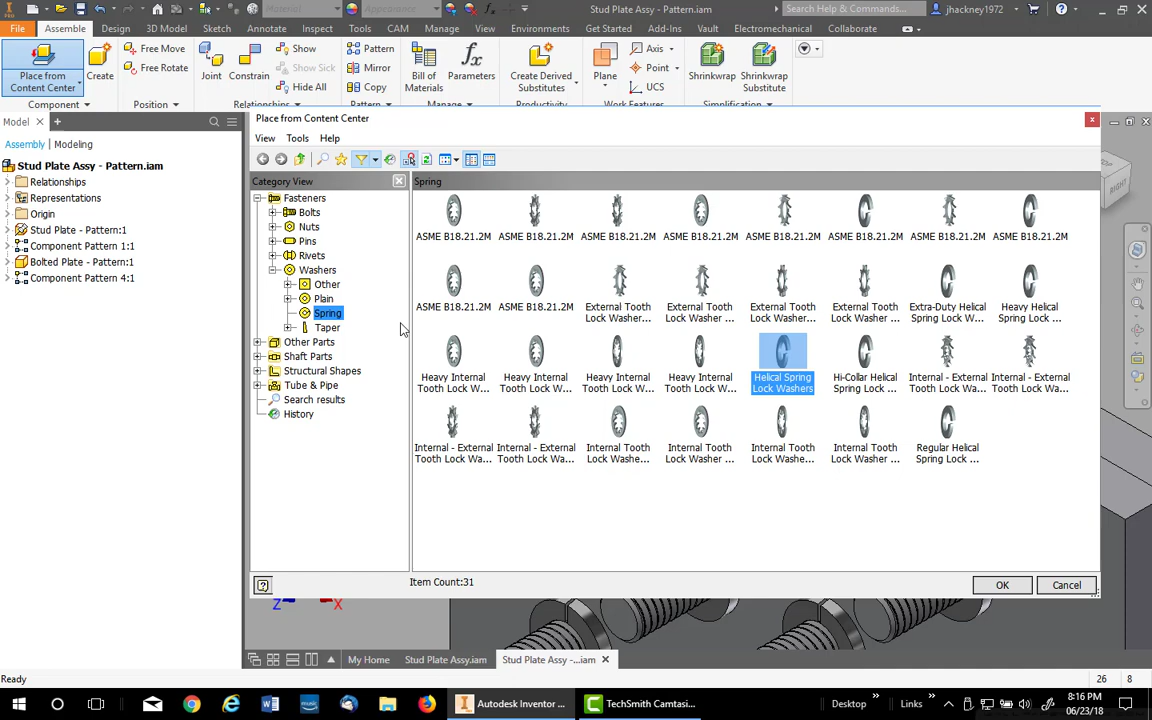 Material
Appearance
Stud Plate Assy - Pattern.iam
Search Help & Commands...
jhackney1972
File
Assemble
Design
3D Model
Sketch
Annotate
Inspect
Tools
CAM
Manage
View
Environments
Get Started
Add-Ins
Vault
Electromechanical
Collaborate
Place from
Content Center
Create
Free Move
Free Rotate
Joint
Constrain
Show
Show Sick
Hide All
Pattern
Mirror
Copy
Bill of
Materials
Parameters
Create Derived
Substitutes
Plane
Axis
Point
UCS
Shrinkwrap
Shrinkwrap
Substitute
Component
Position
Relationships
Pattern
Manage
Productivity
Work Features
Simplification
Model
Assembly
Modeling
Stud Plate Assy - Pattern.iam
Relationships
Representations
Origin
Stud Plate - Pattern:1
Component Pattern 1:1
Bolted Plate - Pattern:1
Component Pattern 4:1
Place from Content Center
View
Tools
Help
Category View
Spring
Fasteners
Bolts
Nuts
Pins
Rivets
Washers
Other
Plain
Spring
Taper
Other Parts
Shaft Parts
Structural Shapes
Tube & Pipe
Search results
History
ASME B18.21.2M ASME B18.21.2M ASME B18.21.2M ASME B18.21.2M ASME B18.21.2M ASME B18.21.2M ASME B18.21.2M ASME B18.21.2M
ASME B18.21.2M
ASME B18.21.2M
External Tooth
Lock Washer...
External Tooth
Lock Washer ...
External Tooth
Lock Washer...
External Tooth
Lock Washer ...
Extra-Duty Helical
Spring Lock W...
Heavy Helical
Spring Lock ...
Heavy Internal
Tooth Lock W...
Heavy Internal
Tooth Lock W...
Heavy Internal
Tooth Lock W...
Heavy Internal
Tooth Lock W...
Helical Spring
Lock Washers
Hi-Collar Helical
Spring Lock ...
Internal - External
Tooth Lock Wa...
Internal - External
Tooth Lock Wa...
Internal - External
Tooth Lock Wa...
Internal - External
Tooth Lock Wa...
Internal Tooth
Lock Washe...
Internal Tooth
Lock Washer ...
Internal Tooth
Lock Washe...
Internal Tooth
Lock Washer ...
Regular Helical
Spring Lock ...
Item Count:31
OK
Cancel
RIGHT
Z
X
My Home
Stud Plate Assy.iam
Stud Plate Assy -...iam
Ready
26
8
Autodesk Inventor ...
TechSmith Camtasi...
Desktop
Links
8:16 PM
06/23/18